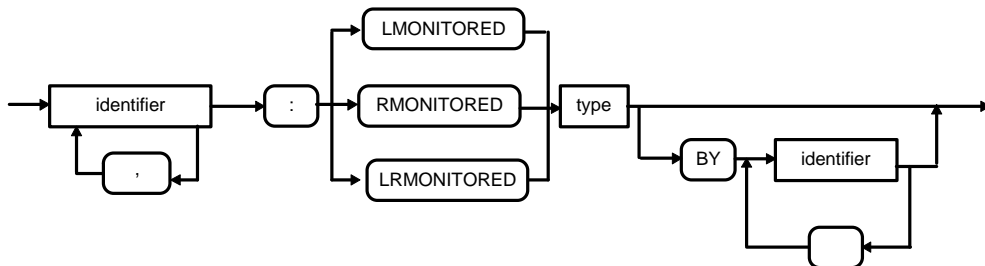 LMONITORED
identifier
:
RMONITORED
type
,
LRMONITORED
BY
identifier